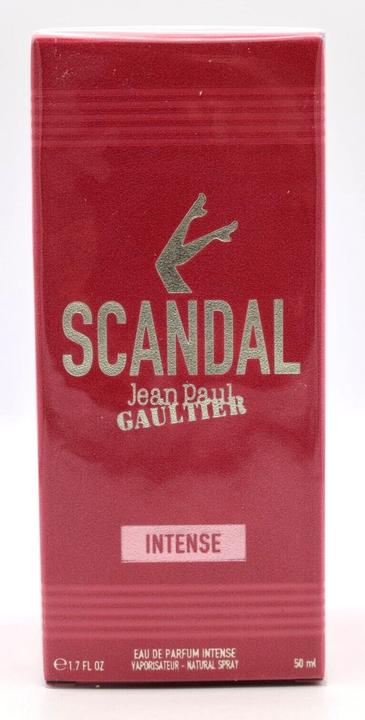 SCANDAL
Jean Paul
GAULTIER
INTENSE
EAU DE PARFUM INTENSE
℮1.7 FL OZ VAPORISATEUR - NATURAL SPRAY 50 ml